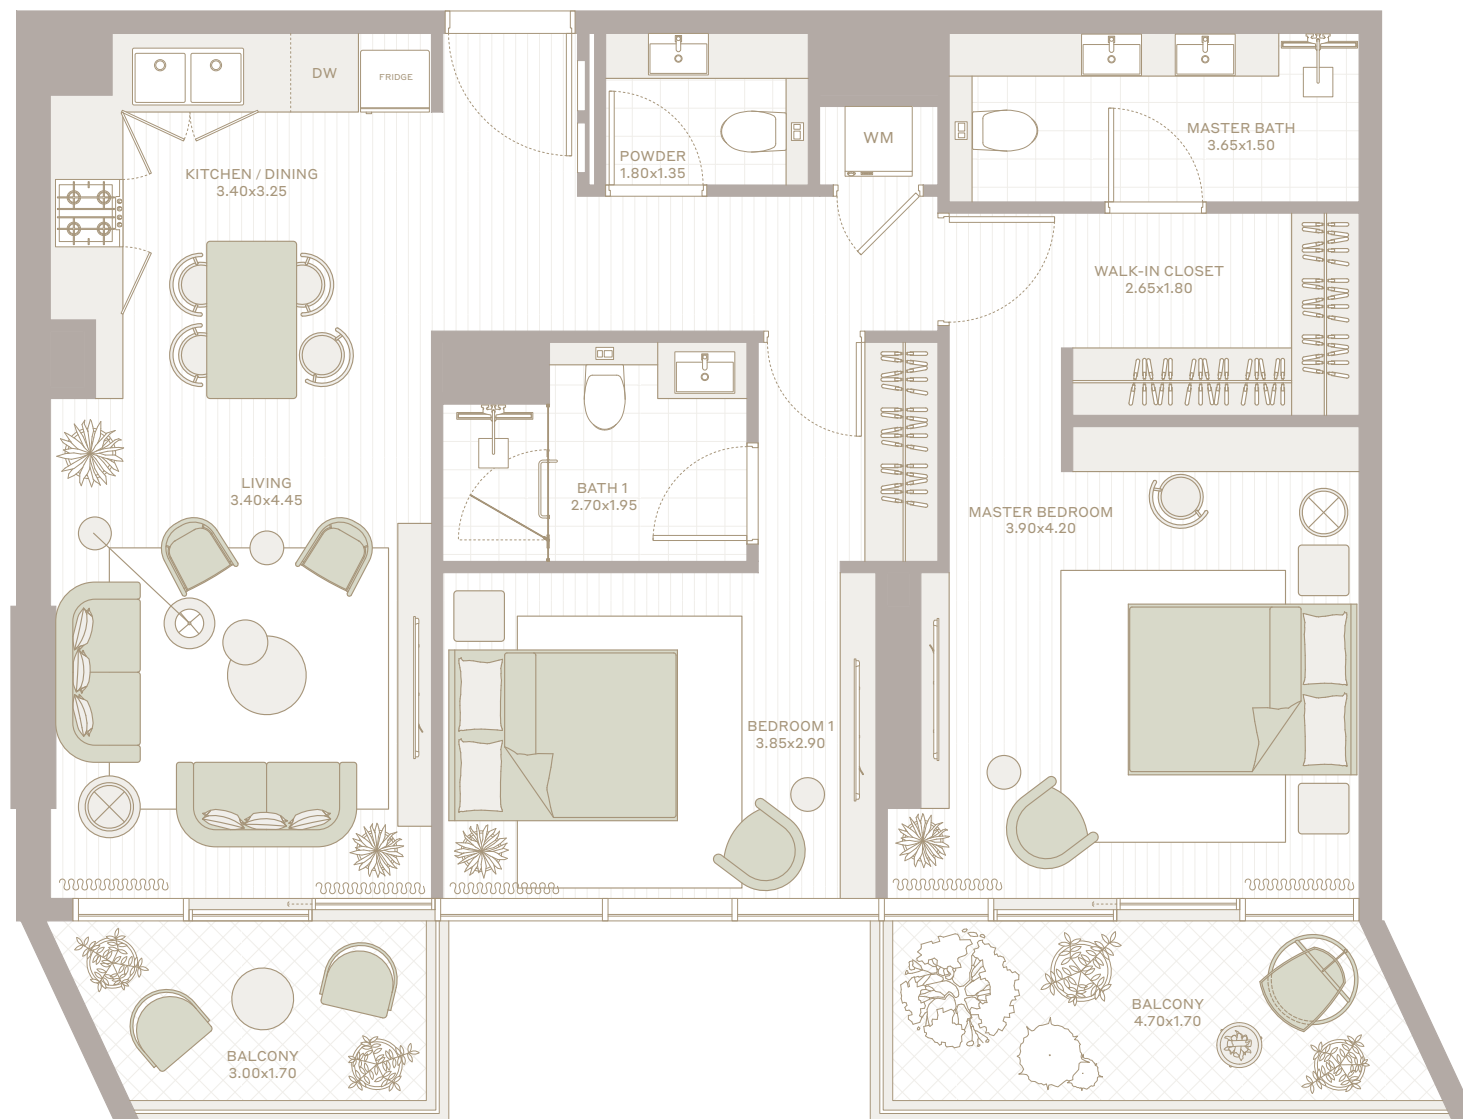 DW
FRIDGE
KITCHEN / DINING
3.40x3.25
POWDER
1.80x1.35
WM
MASTER BATH
3.65x1.50
WALK-IN CLOSET
2.65x1.80
LIVING
3.40x4.45
BATH 1
2.70x1.95
MASTER BEDROOM
3.90x4.20
BEDROOM 1
3.85x2.90
BALCONY
3.00x1.70
BALCONY
4.70x1.70